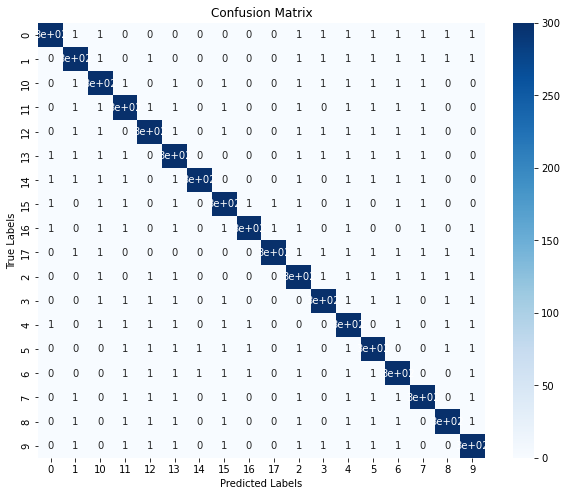 Confusion Matrix
0 3e+02 1 1 0 0 0 0 0 0 0 1 1 1 1 1 1 1 1
1 0 3e+02 1 0 1 0 0 0 0 0 1 1 1 1 1 1 1 1
10 0 1 3e+02 1 0 1 0 1 0 0 1 1 1 1 1 1 0 0
11 0 1 1 3e+02 1 1 0 1 0 0 1 0 1 1 1 1 0 1
12 0 1 1 0 3e+02 1 0 1 0 0 0 1 1 1 1 1 0 1
13 1 1 1 1 0 3e+02 0 0 0 0 1 1 1 1 1 0 0 1
14 1 1 1 1 0 1 3e+02 0 0 0 0 1 1 1 1 0 0 1
15 1 0 1 1 0 1 0 3e+02 1 1 0 1 0 1 0 1 0 1
16 1 0 1 1 0 1 0 1 3e+02 1 1 0 1 0 0 1 0 1
17 0 1 1 0 0 0 0 0 0 3e+02 1 1 1 1 1 1 1 1
2 0 0 1 0 1 1 0 1 0 0 3e+02 1 1 1 1 1 1 1
3 0 0 1 1 0 1 0 1 0 0 0 3e+02 1 1 1 1 0 1
4 1 0 1 1 1 1 0 1 0 0 0 0 3e+02 0 1 0 1 1
5 0 0 0 1 1 1 1 1 1 0 1 0 1 3e+02 0 0 1 1
6 0 0 0 1 1 1 1 1 1 0 1 0 1 1 3e+02 0 0 1
7 0 1 0 1 1 1 0 1 0 0 1 0 1 1 1 3e+02 0 1
8 0 1 0 1 0 1 0 1 0 0 1 0 1 1 1 0 3e+02 1
9 0 1 0 1 0 1 0 1 0 0 1 1 1 1 1 0 0 3e+02
0 1 10 11 12 13 14 15 16 17 2 3 4 5 6 7 8 9
Predicted Labels
True Labels
300
250
200
150
100
50
0